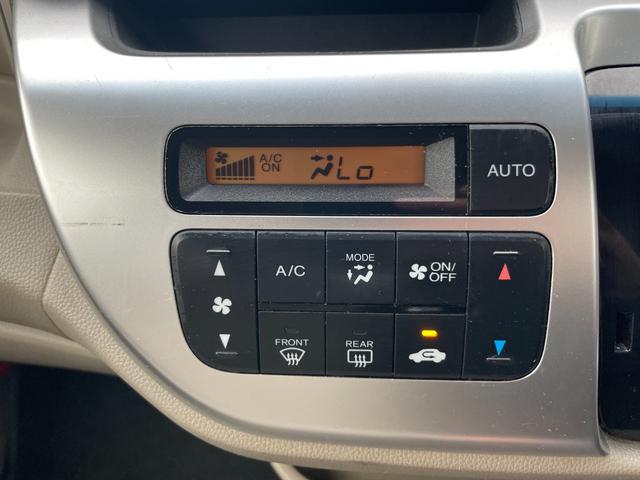 A/C
ON
Lo
AUTO
A/C
MODE
ON/
OFF
FRONT
REAR